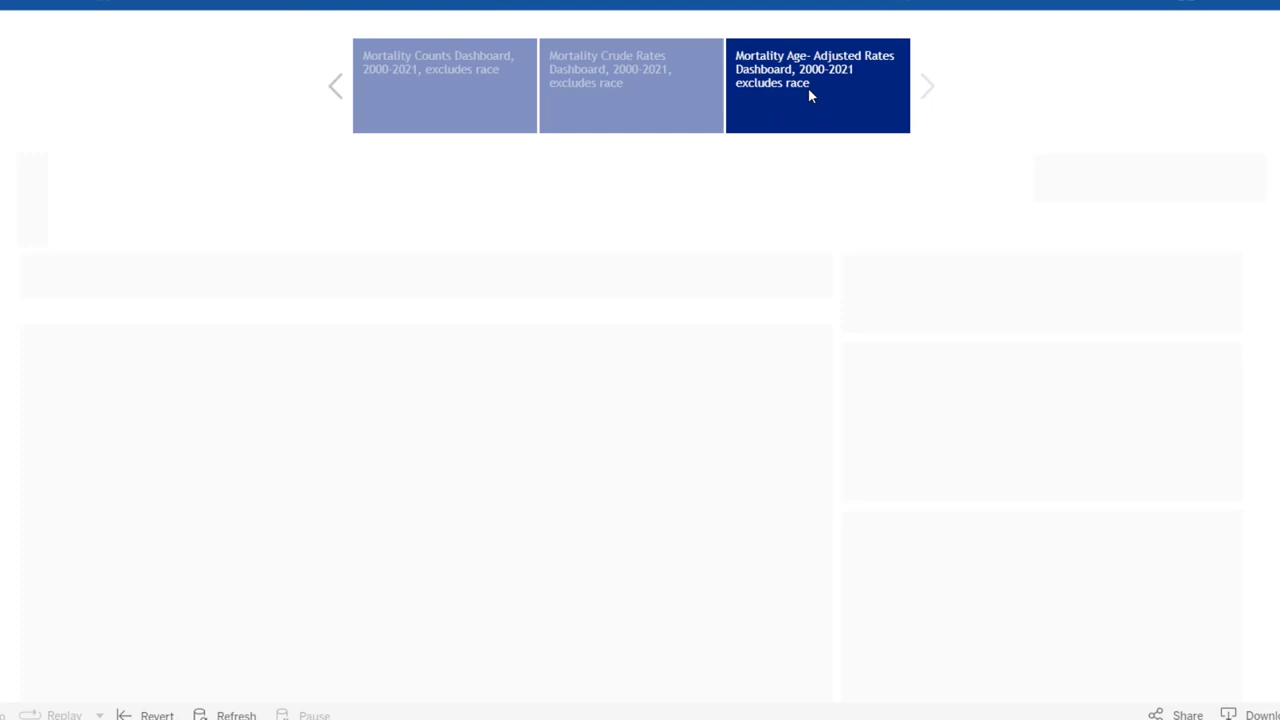 Mortality Counts Dashboard,
2000-2021, excludes race
Mortality Crude Rates
Dashboard, 2000-2021,
excludes race
Mortality Age- Adjusted Rates
Dashboard, 2000-2021
excludes race
Replay
Revert
Refresh
Pause
Share